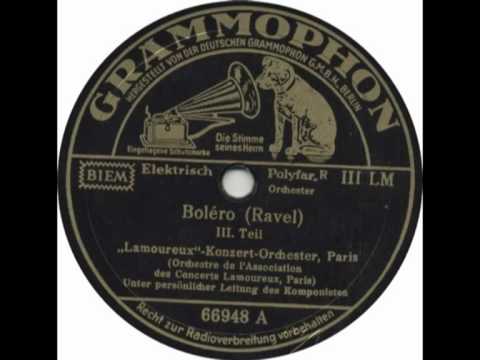 GRAMMOPHON
HERGESTELLT VON DER DEUTSCHEN GRAMMOPHON G.M.B.H. BERLIN
Die Stimme
seines Herrn
Eingetragene Schutzmarke
BIEM
Elektrisch
Polyfar R
III LM
Orchester
Boléro (Ravel)
III. Teil
„Lamoureux“-Konzert-Orchester, Paris
(Orchestre de l'Association
des Concerts Lamoureux, Paris)
Unter persönlicher Leitung des Komponisten
66948 A
Recht zur Radioverbreitung vorbehalten